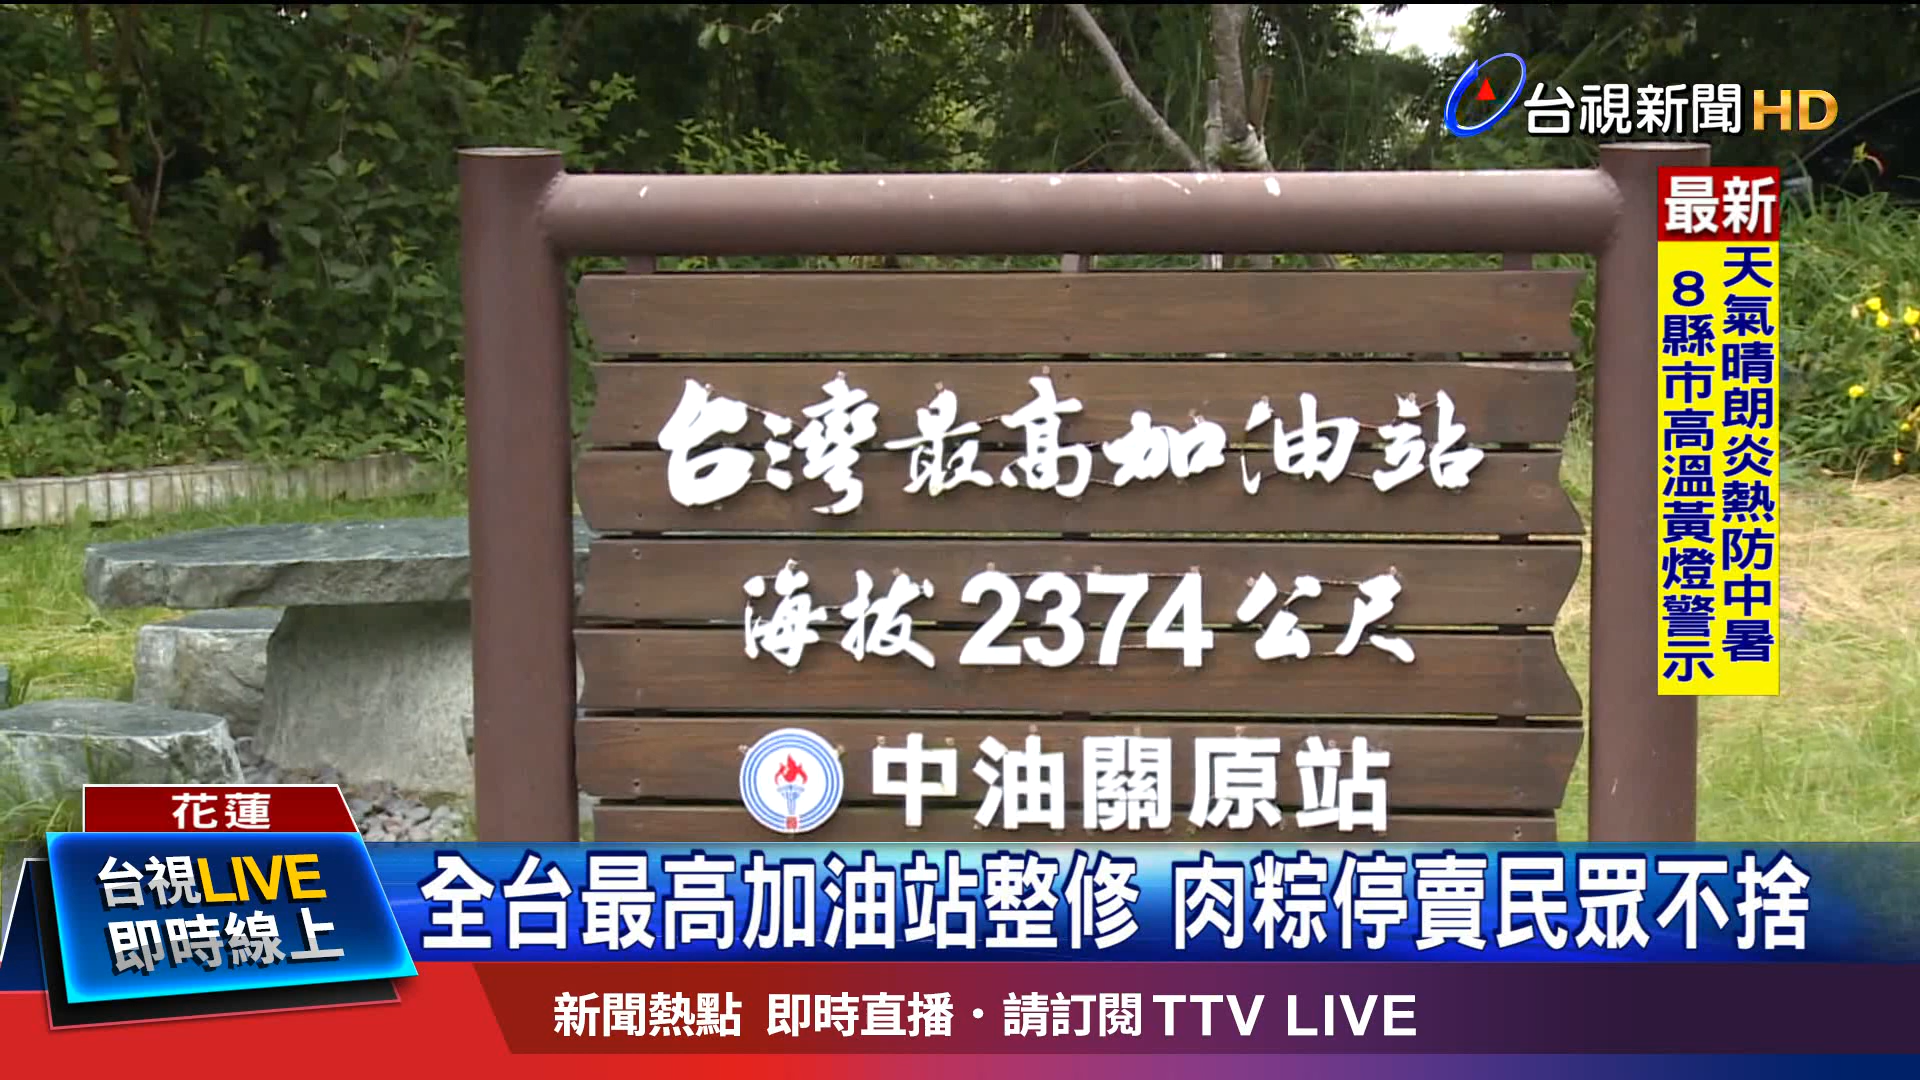 台視新聞HD
最新
天氣晴朗炎熱防中暑
8縣市高溫黃燈警示
台灣最高加油站
海拔2374公尺
中油關原站
花蓮
台視LIVE
即時線上
全台最高加油站整修 肉粽停賣民眾不捨
新聞熱點 即時直播·請訂閱TTV LIVE